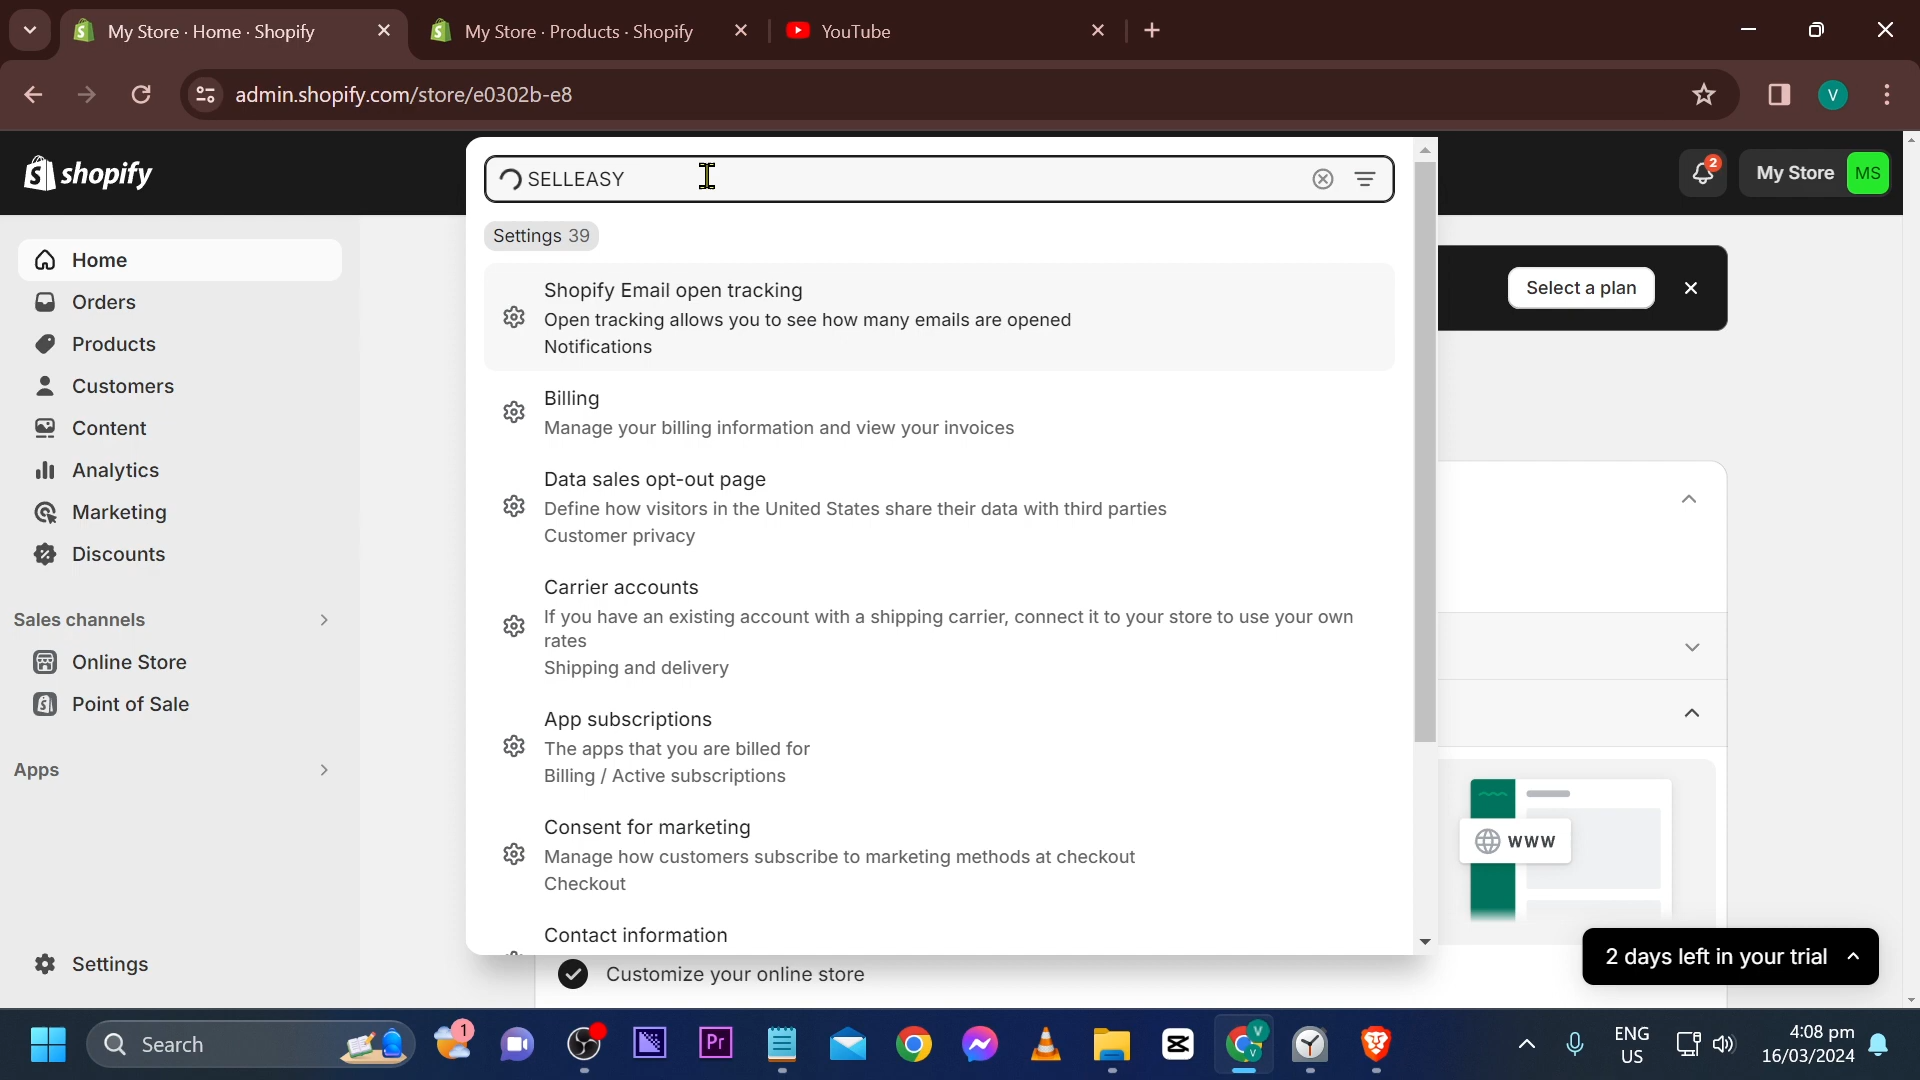 My Store · Home · Shopify
My Store · Products · Shopify
YouTube
admin.shopify.com/store/e0302b-e8
V
shopify
SELLEASY
2
My Store
MS
Settings 39
Home
Orders
Products
Customers
Content
Analytics
Marketing
Discounts
Sales channels
Online Store
Point of Sale
Apps
Settings
Shopify Email open tracking
Open tracking allows you to see how many emails are opened
Notifications
Billing
Manage your billing information and view your invoices
Data sales opt-out page
Define how visitors in the United States share their data with third parties
Customer privacy
Carrier accounts
If you have an existing account with a shipping carrier, connect it to your store to use your own
rates
Shipping and delivery
App subscriptions
The apps that you are billed for
Billing / Active subscriptions
Consent for marketing
Manage how customers subscribe to marketing methods at checkout
Checkout
Contact information
Select a plan
www
Customize your online store
2 days left in your trial
Search
1
Pr
V
V
ENG
US
4:08 pm
16/03/2024